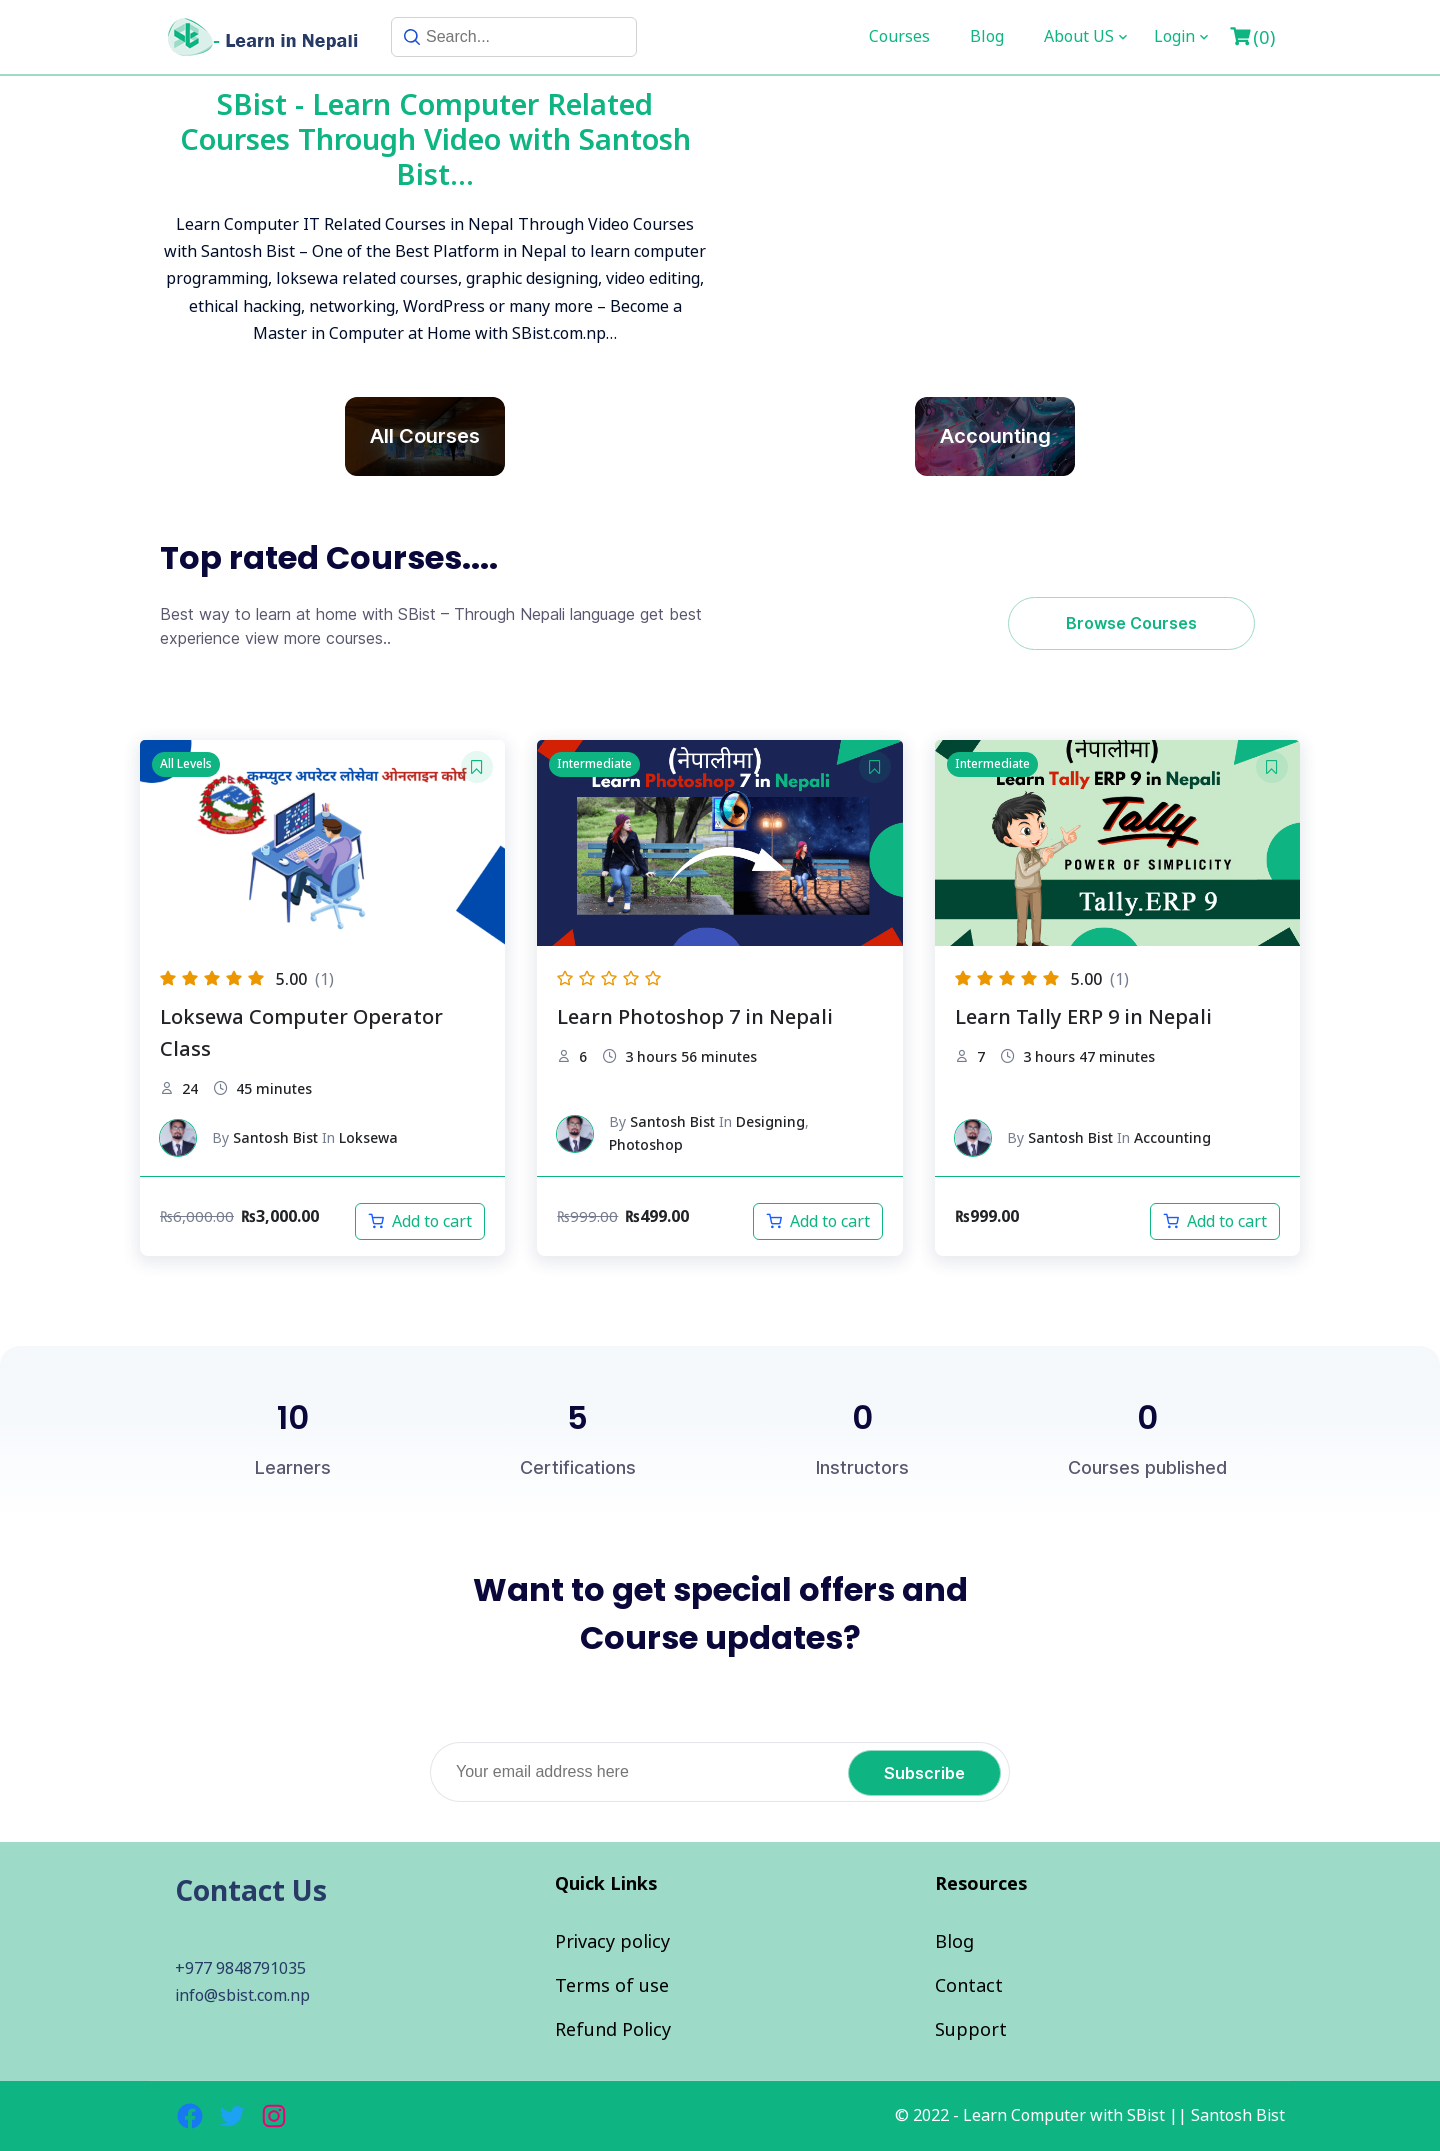 - Learn in Nepali
Search...
Courses
Blog
About US
Login
(0)
SBist - Learn Computer Related
Courses Through Video with Santosh
Bist…
Learn Computer IT Related Courses in Nepal Through Video Courses
with Santosh Bist – One of the Best Platform in Nepal to learn computer
programming, loksewa related courses, graphic designing, video editing,
ethical hacking, networking, WordPress or many more – Become a
Master in Computer at Home with SBist.com.np…
All Courses
Accounting
Top rated Courses....
Best way to learn at home with SBist – Through Nepali language get best
experience view more courses..
Browse Courses
All Levels
कम्प्युटर अपरेटर लोसेवा ओनलाइन कोर्ष
5.00 (1)
Loksewa Computer Operator
Class
24 45 minutes
By Santosh Bist In Loksewa
₨6,000.00 ₨3,000.00
Add to cart
Intermediate
(नेपालीमा)
Learn Photoshop 7 in Nepali
Learn Photoshop 7 in Nepali
6 3 hours 56 minutes
By Santosh Bist In Designing,
Photoshop
₨999.00 ₨499.00
Add to cart
Intermediate
(नेपालीमा)
Learn Tally ERP 9 in Nepali
Tally
POWER OF SIMPLICITY
Tally.ERP 9
5.00 (1)
Learn Tally ERP 9 in Nepali
7 3 hours 47 minutes
By Santosh Bist In Accounting
₨999.00
Add to cart
10
Learners
5
Certifications
0
Instructors
0
Courses published
Want to get special offers and
Course updates?
Your email address here
Subscribe
Contact Us
+977 9848791035
info@sbist.com.np
Quick Links
Privacy policy
Terms of use
Refund Policy
Resources
Blog
Contact
Support
© 2022 - Learn Computer with SBist || Santosh Bist